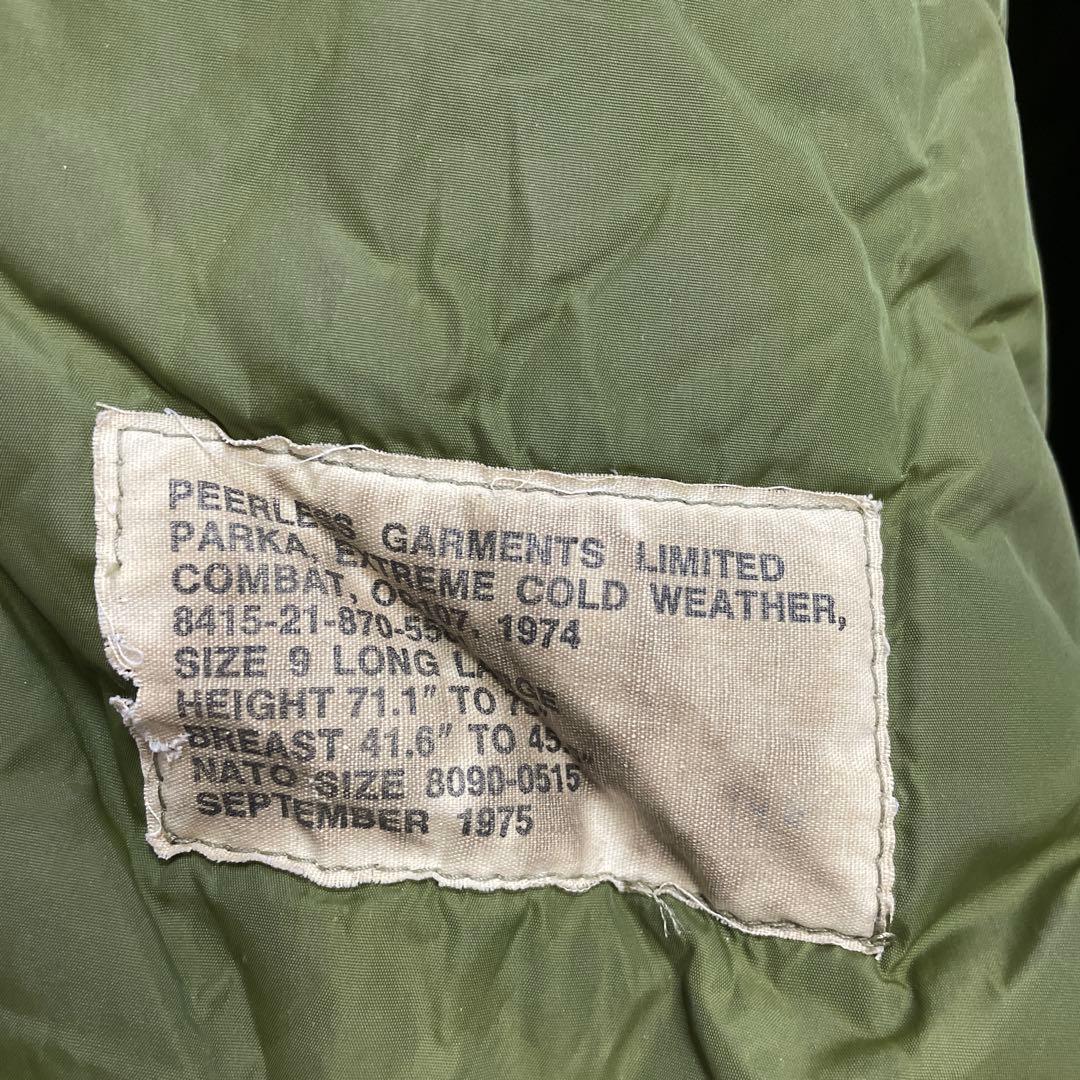 PEERLESS GARMENTS LIMITED
PARKA, EXTREME COLD WEATHER,
COMBAT, 1974
8415-21-870-
SIZE 9 LONG LARGE
HEIGHT 71.1" TO
BREAST 41.6" TO
NATO SIZE 8090-0515
SEPTEMBER 1975